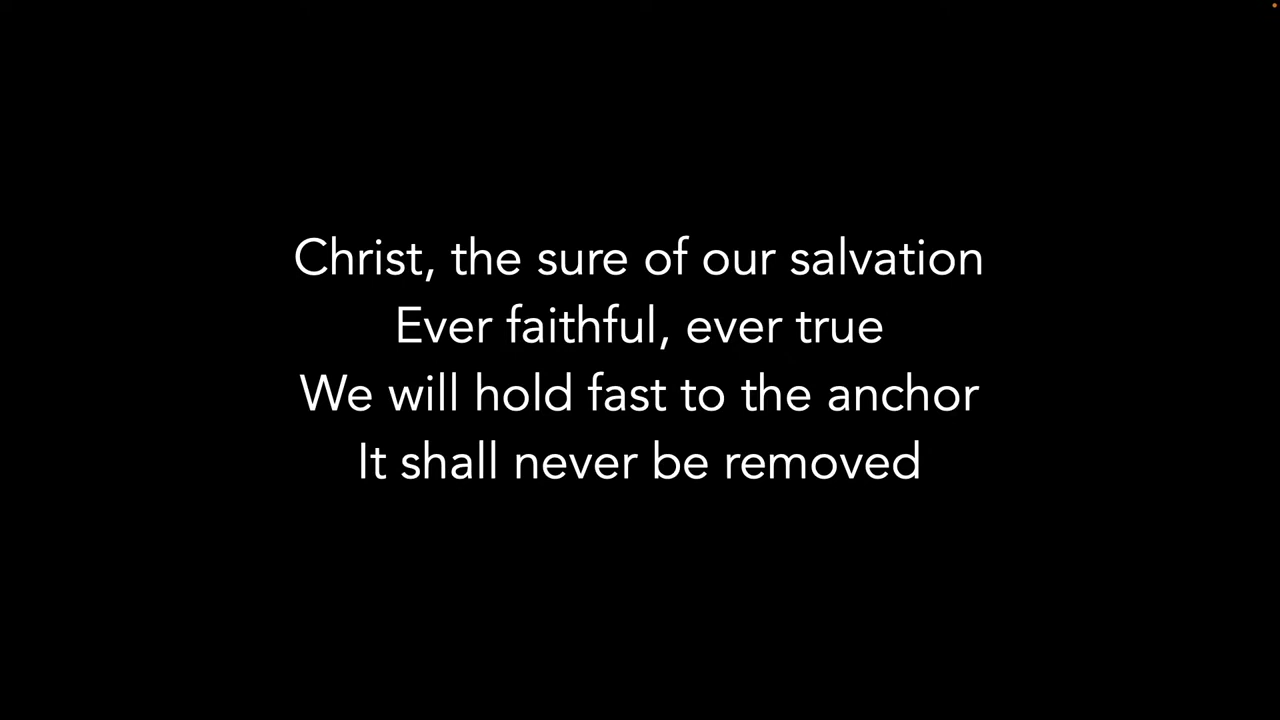 Christ, the sure of our salvation
Ever faithful, ever true
We will hold fast to the anchor
It shall never be removed